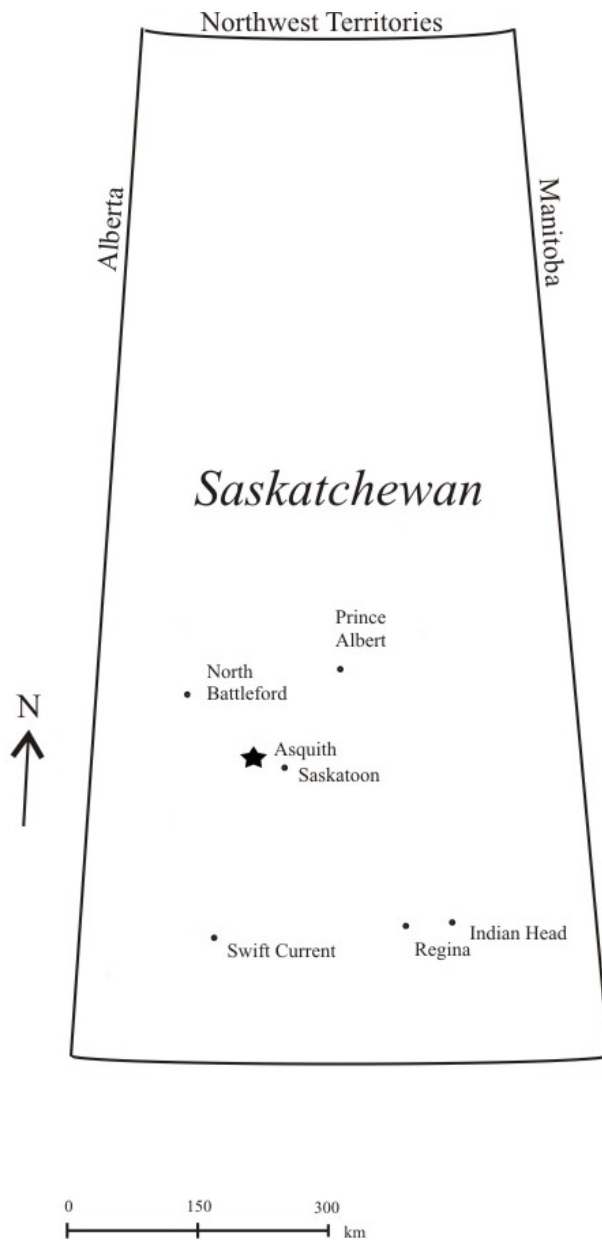 Northwest Territories
Alberta
Manitoba
Saskatchewan
Prince
Albert
North
Battleford
N
Asquith
Saskatoon
Swift Current
Regina
Indian Head
0 150 300
km